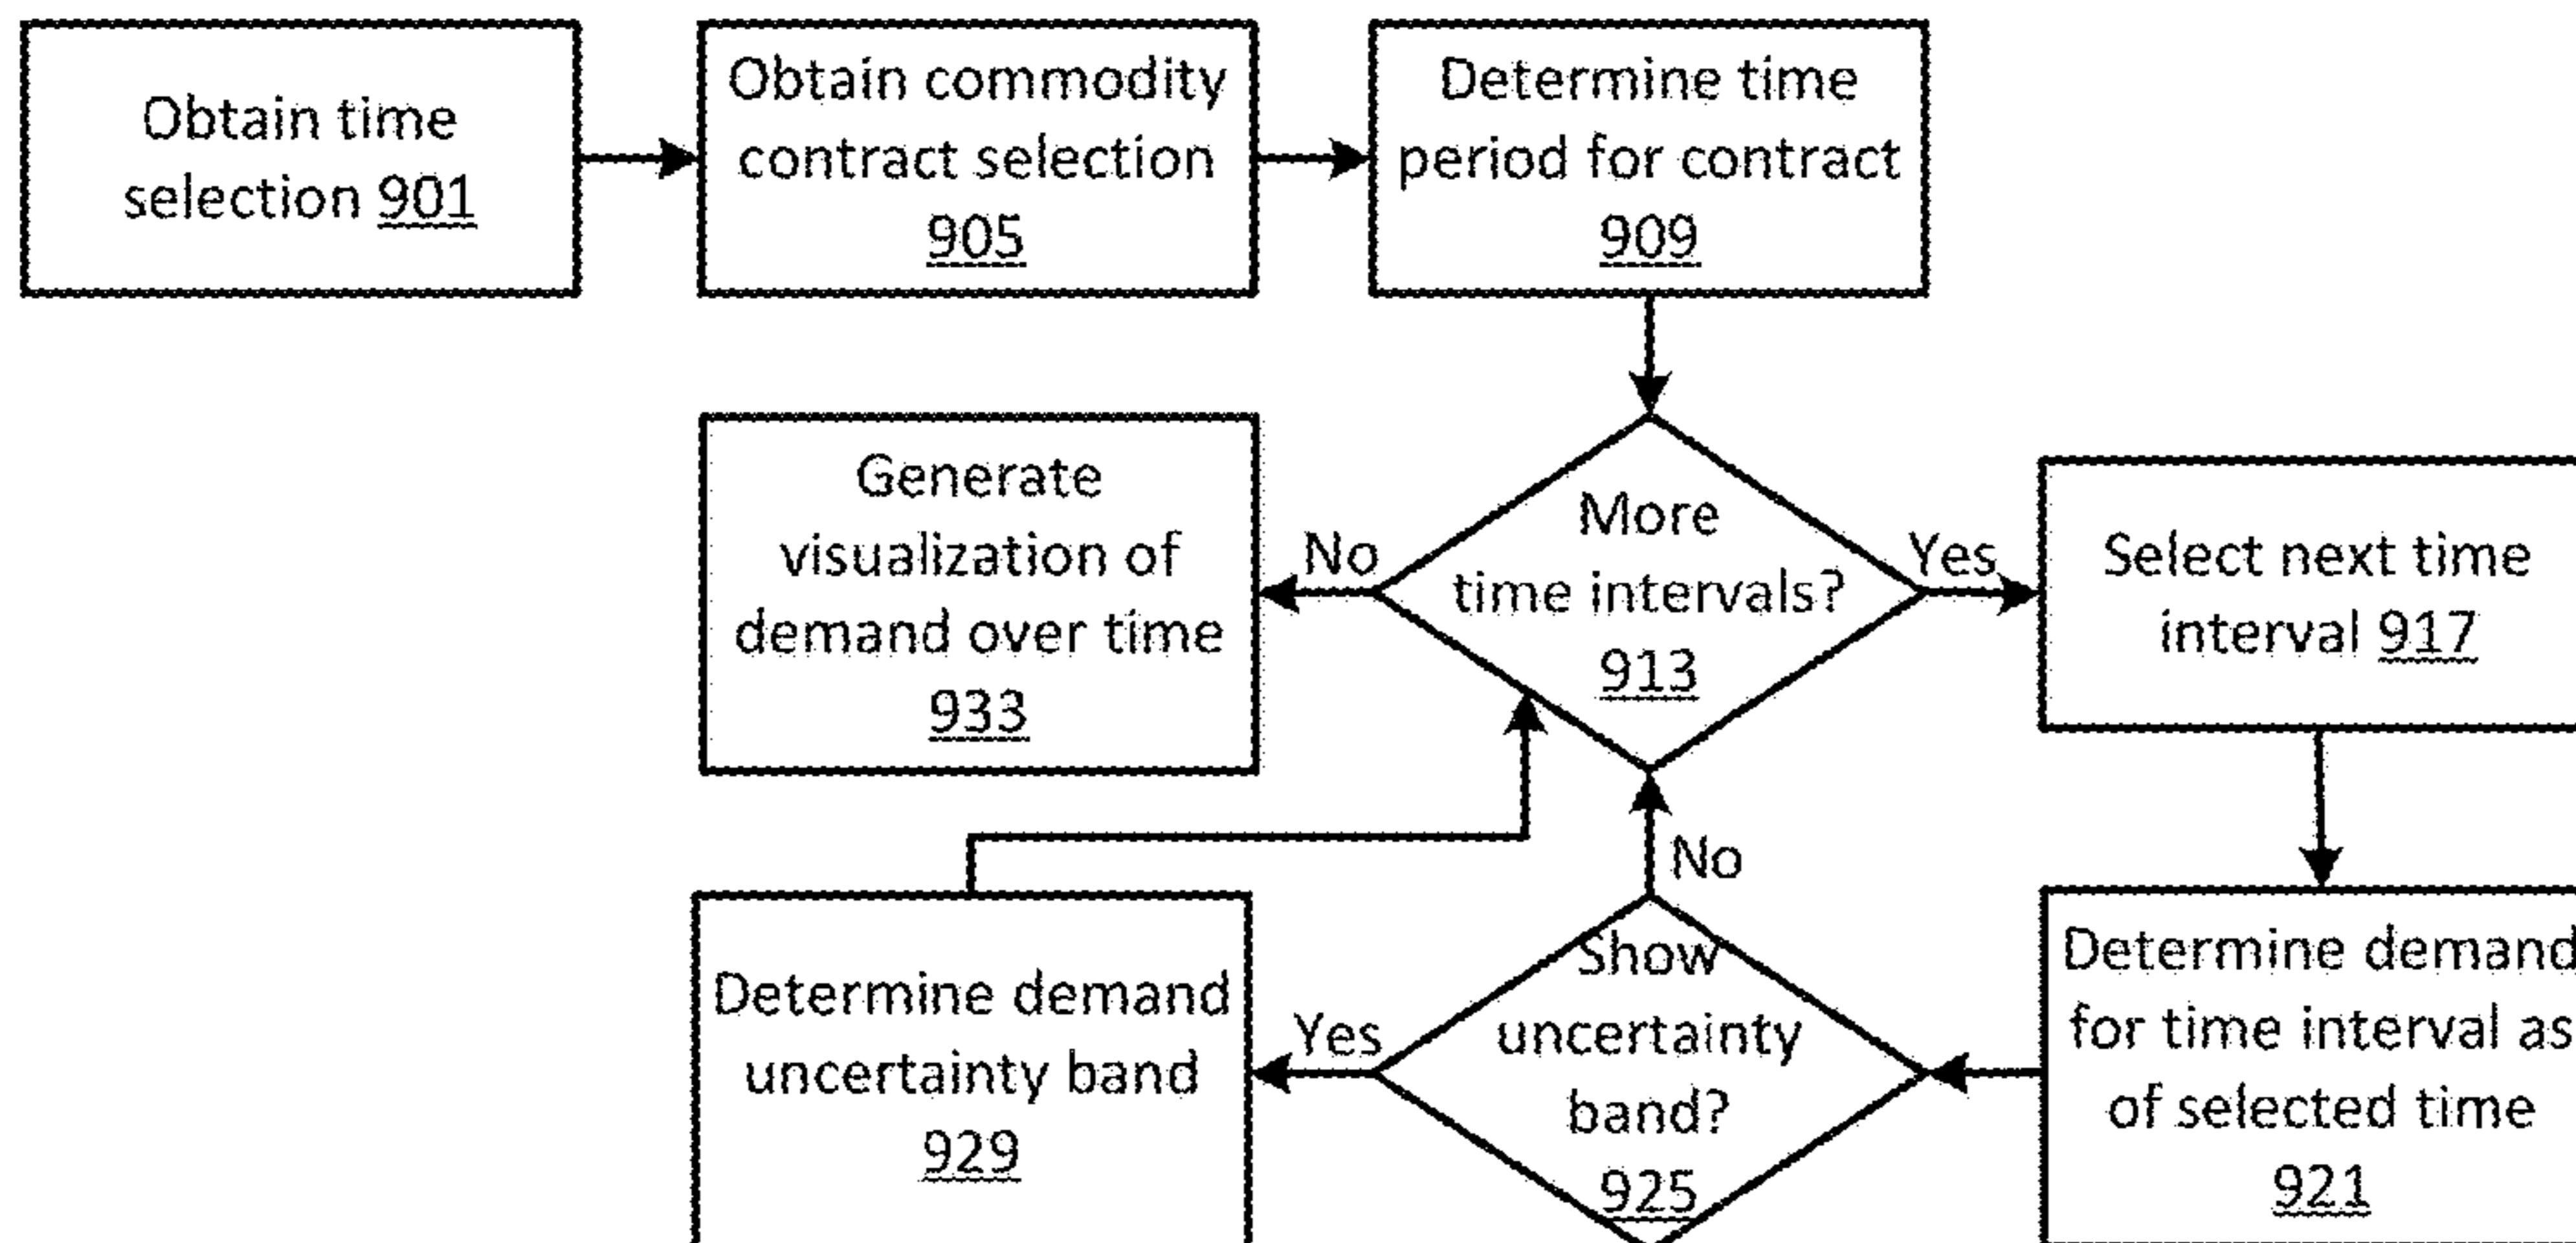 Obtain time
selection 901
Obtain commodity
contract selection
905
Determine time
period for contract
909
More
time intervals?
913
No
Generate
visualization of
demand over time
933
Yes
Select next time
interval 917
Determine demand
for time interval as
of selected time
921
Show
uncertainty
band?
925
No
Yes
Determine demand
uncertainty band
929